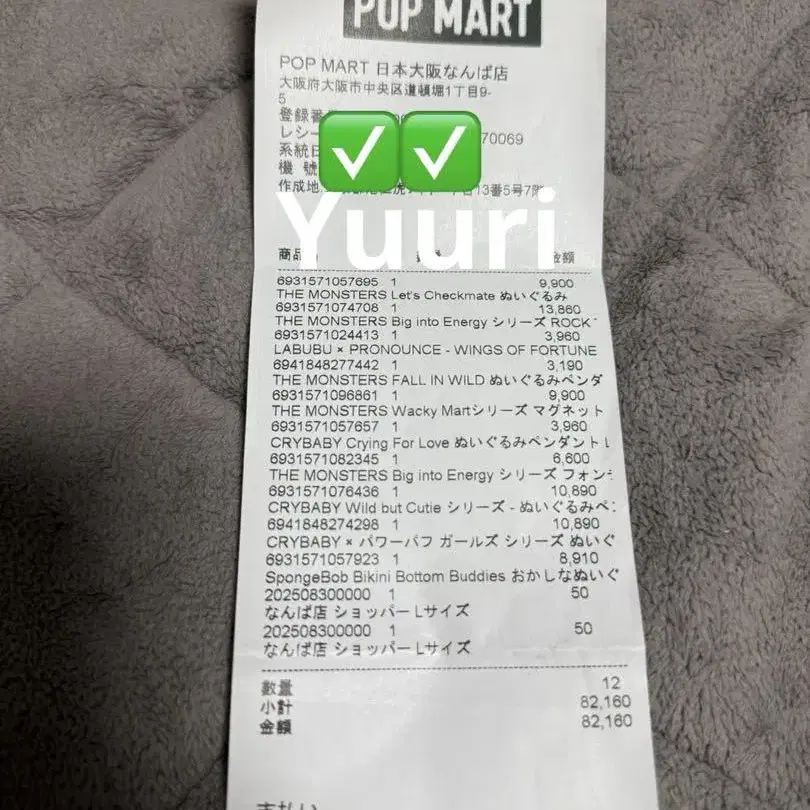 POP MART
POP MART 日本大阪なんば店
大阪府大阪市中央区道頓堀1丁目9-
5
登録番
レシー 70069
系統日
機 號
作成地 13番5号7階
Yuuri
商品 金額
6931571057695 1 9,900
THE MONSTERS Let's Checkmate ぬいぐるみ
6931571074708 1 13,860
THE MONSTERS Big into Energy シリーズ ROCK
6931571024413 1 3,960
LABUBU × PRONOUNCE - WINGS OF FORTUNE
6941848277442 1 3,190
THE MONSTERS FALL IN WILD ぬいぐるみペンダ
6931571096861 1 9,900
THE MONSTERS Wacky Martシリーズ マグネット
6931571057657 1 3,960
CRYBABY Crying For Love ぬいぐるみペンダント
6931571082345 1 6,600
THE MONSTERS Big into Energy シリーズ フォン
6931571076436 1 10,890
CRYBABY Wild but Cutie シリーズ - ぬいぐるみペ
6941848274298 1 10,890
CRYBABY × パワーパフ ガールズ シリーズ ぬいぐ
6931571057923 1 8,910
SpongeBob Bikini Bottom Buddies おかしなぬいぐ
202508300000 1 50
なんば店 ショッパー Lサイズ
202508300000 1 50
なんば店 ショッパー Lサイズ
数量 12
小計 82,160
金額 82,160
支払い